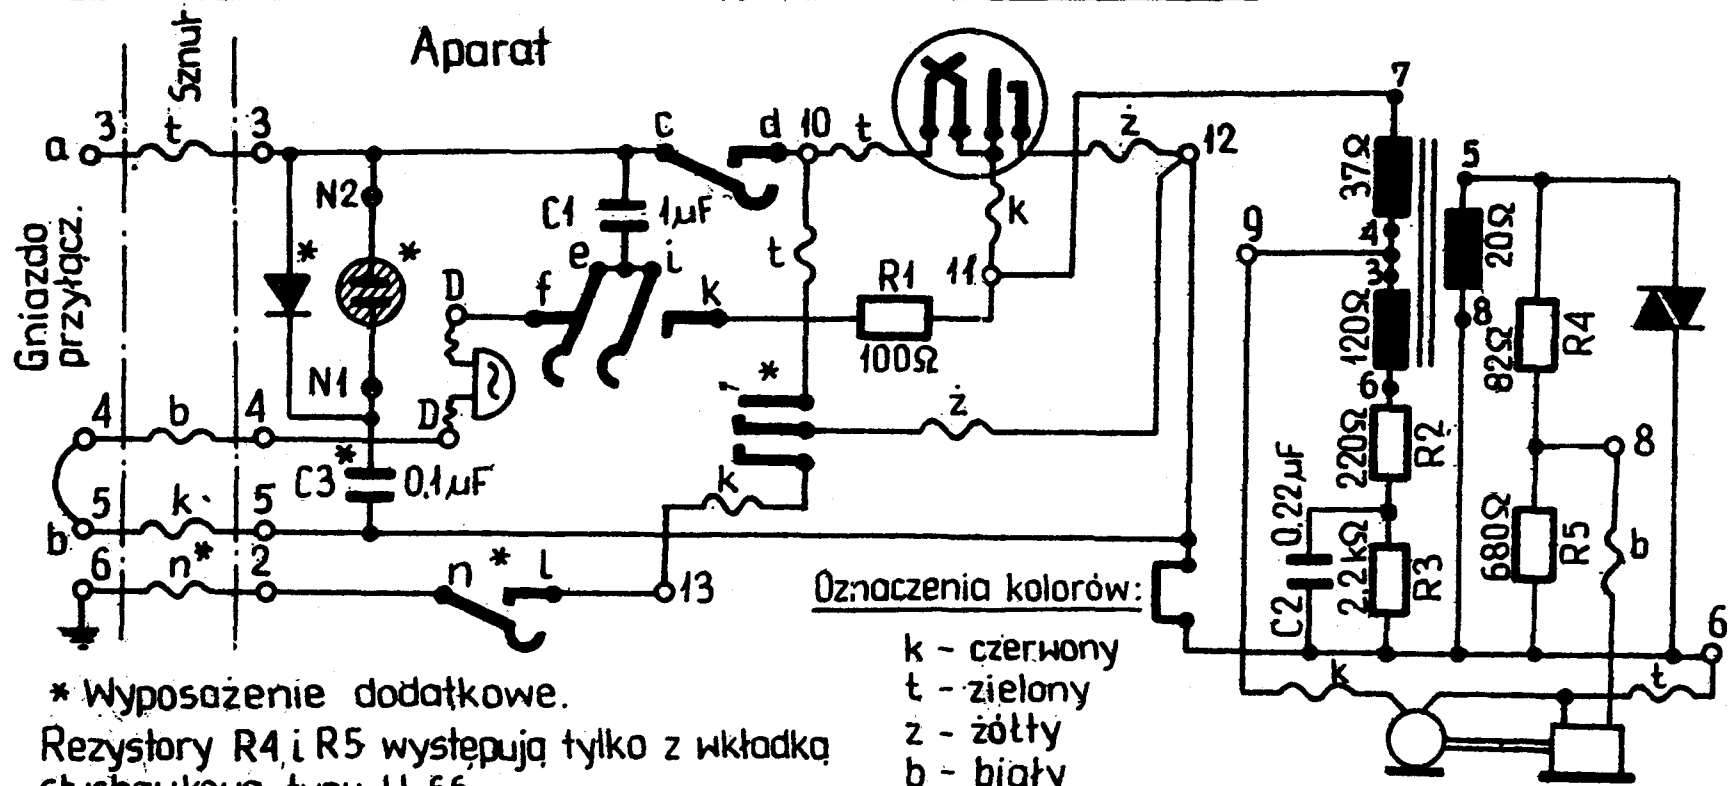 Aparat
Sznur
Gniazdo
przyłącz.
a 3 t 3
c d 10 t ż 12
7
N2
*
*
C1 1µF
e i
t
k
11
9
37Ω
4
3
120Ω
6
5
20Ω
8
D f
k R1
100Ω
N1
D
4 b 4
* C3 0,1µF
*
ż
k
5 k 5
b
6 n* 2
n * l 13
220Ω R2
0.22µF
C2
2.2kΩ R3
82Ω R4
680Ω R5
8
b
6
k
t
Oznaczenia kolorów:
k - czerwony
t - zielony
z - żółty
b - biały
* Wyposażenie dodatkowe.
Rezystory R4 i R5 występują tylko z wkładką